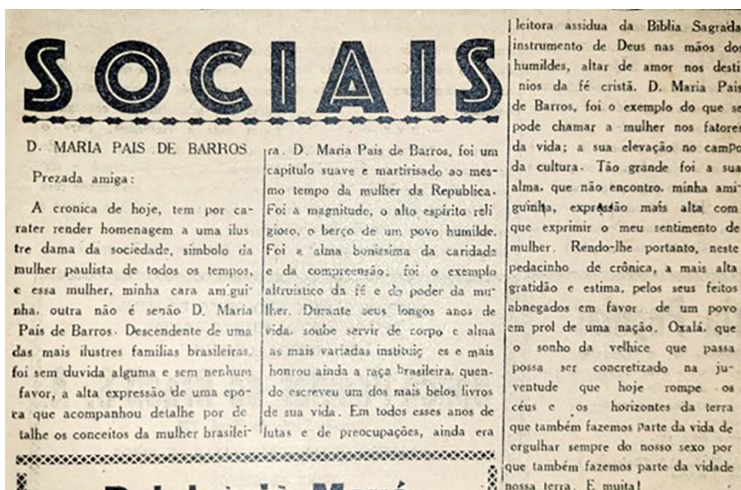 SOCIAIS
D. MARIA PAIS DE BARROS
Prezada amiga:
A cronica de hoje, tem por ca-
rater render homenagem a uma ilus
tre dama da sociedade, simbolo da
mulher paulista de todos os tempos,
e essa mulher, minha cara am'gui-
nha, outra não é senão D. Maria
Pais de Barros. Descendente de uma
das mais ilustres familias brasileiras,
foi sem duvida alguma e sem nenhum
favor, a alta expressão de uma epo-
ca que acompanhou detalhe por de
talhe os conceitos da mulher brasilei-
ra. D. Maria Pais de Barros, foi um
capitulo suave e martirisado ao mes-
mo tempo da mulher da Republica.
Foi a magnitude, o alto espirito reli
gioso, o berço de um povo humilde.
Foi a alma bonissima da caridade
e da compreensão; foi o exemplo
altruistico da fé e do poder da mu-
lher. Durante seus longos anos de
vida, soube servir de corpo e alma
as mais variadas instituiç es e mais
honrou ainda a raça brasileira, quen-
do escreveu um dos mais belos livros
de sua vida. Em todos esses anos de
lutas e de preocupações, ainda era
leitora assidua da Biblia Sagrada
instrumento de Deus nas mãos dos
humildes, altar de amor nos desti
nios da fé cristã. D. Maria Pais
de Barros, foi o exemplo do que se
pode chamar a mulher nos fatores
da vida; a sua elevação no campo
da cultura. Tão grande foi a sua
alma, que não encontro, minha ami-
guinha, expressão mais alta com
que exprimir o meu sentimento de
mulher. Rendo-lhe portanto, neste
pedacinho de crônica, a mais alta
gratidão e estima, pelos seus feitos
abnegados em favor de um povo
em prol de uma nação. Oxalá, que
o sonho da velhice que passa
possa ser concretizado na ju-
ventude que hoje rompe os
céus e os horizontes da terra
que também fazemos parte da vida de
orgulhar sempre do nosso sexo por
que também fazemos parte da vidade
nossa terra. E muita!